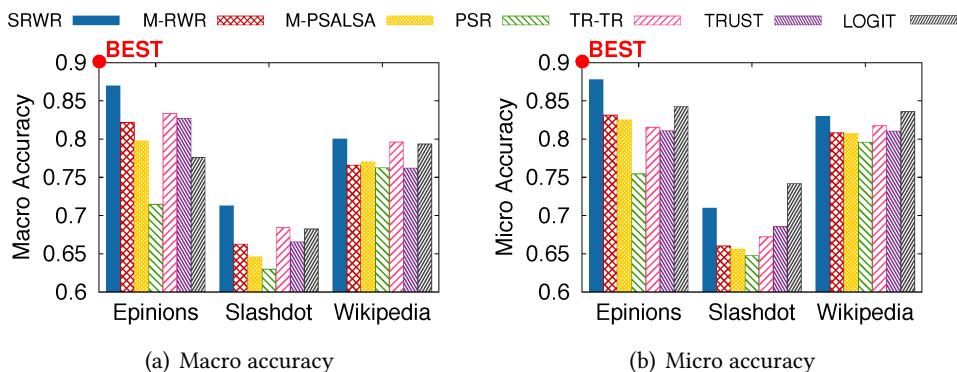 SRWR M-RWR M-PSALSA PSR TR-TR TRUST LOGIT
BEST
0.9
0.85
0.8
0.75
0.7
0.65
0.6
Macro Accuracy
Epinions Slashdot Wikipedia
(a) Macro accuracy
BEST
0.9
0.85
0.8
0.75
0.7
0.65
0.6
Micro Accuracy
Epinions Slashdot Wikipedia
(b) Micro accuracy